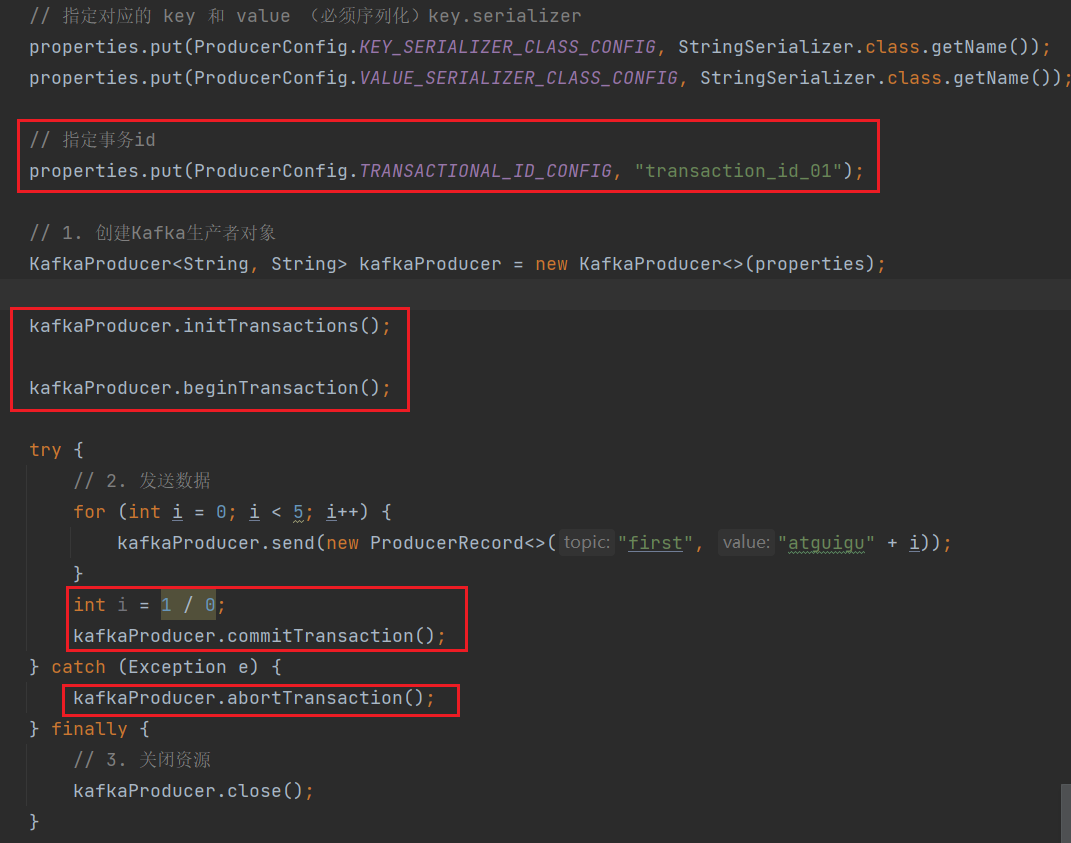 // 指定对应的 key 和 value （必须序列化）key.serializer
properties.put(ProducerConfig.KEY_SERIALIZER_CLASS_CONFIG, StringSerializer.class.getName());
properties.put(ProducerConfig.VALUE_SERIALIZER_CLASS_CONFIG, StringSerializer.class.getName());
// 指定事务id
properties.put(ProducerConfig.TRANSACTIONAL_ID_CONFIG, "transaction_id_01");
// 1. 创建Kafka生产者对象
KafkaProducer<String, String> kafkaProducer = new KafkaProducer<>(properties);
kafkaProducer.initTransactions();
kafkaProducer.beginTransaction();
try {
// 2. 发送数据
for (int i = 0; i < 5; i++) {
kafkaProducer.send(new ProducerRecord<>( topic: "first", value: "atguigu" + i));
}
int i = 1 / 0;
kafkaProducer.commitTransaction();
} catch (Exception e) {
kafkaProducer.abortTransaction();
} finally {
// 3. 关闭资源
kafkaProducer.close();
}